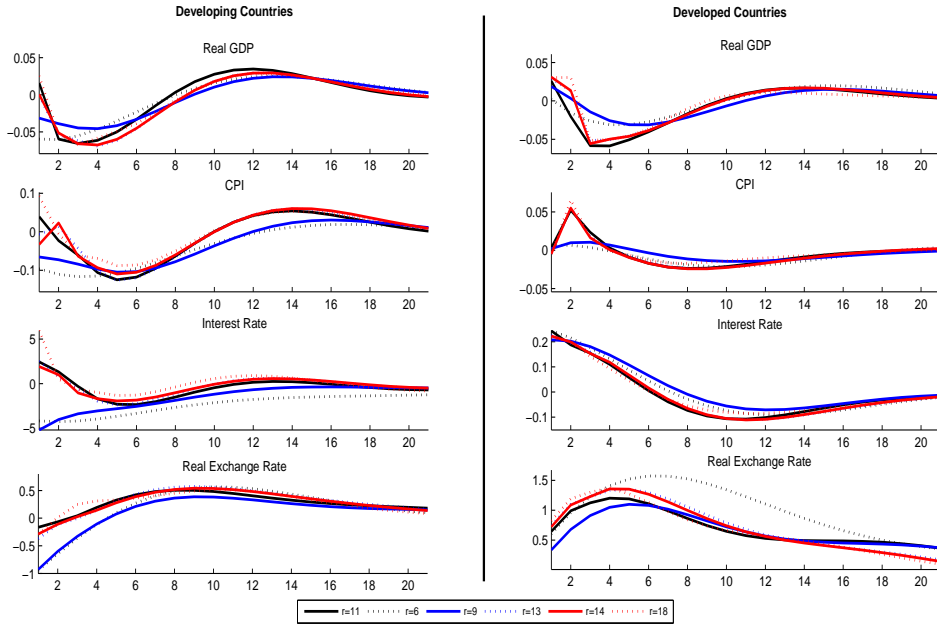 Developing Countries
Real GDP
0.05
0
−0.05
2 4 6 8 10 12 14 16 18 20
CPI
0.1
0
−0.1
2 4 6 8 10 12 14 16 18 20
Interest Rate
5
0
−5
2 4 6 8 10 12 14 16 18 20
Real Exchange Rate
0.5
0
−0.5
−1
2 4 6 8 10 12 14 16 18 20
Developed Countries
Real GDP
0.05
0
−0.05
2 4 6 8 10 12 14 16 18 20
CPI
0.05
0
−0.05
2 4 6 8 10 12 14 16 18 20
Interest Rate
0.2
0.1
0
−0.1
2 4 6 8 10 12 14 16 18 20
Real Exchange Rate
1.5
1
0.5
2 4 6 8 10 12 14 16 18 20
r=11 r=6 r=9 r=13 r=14 r=18